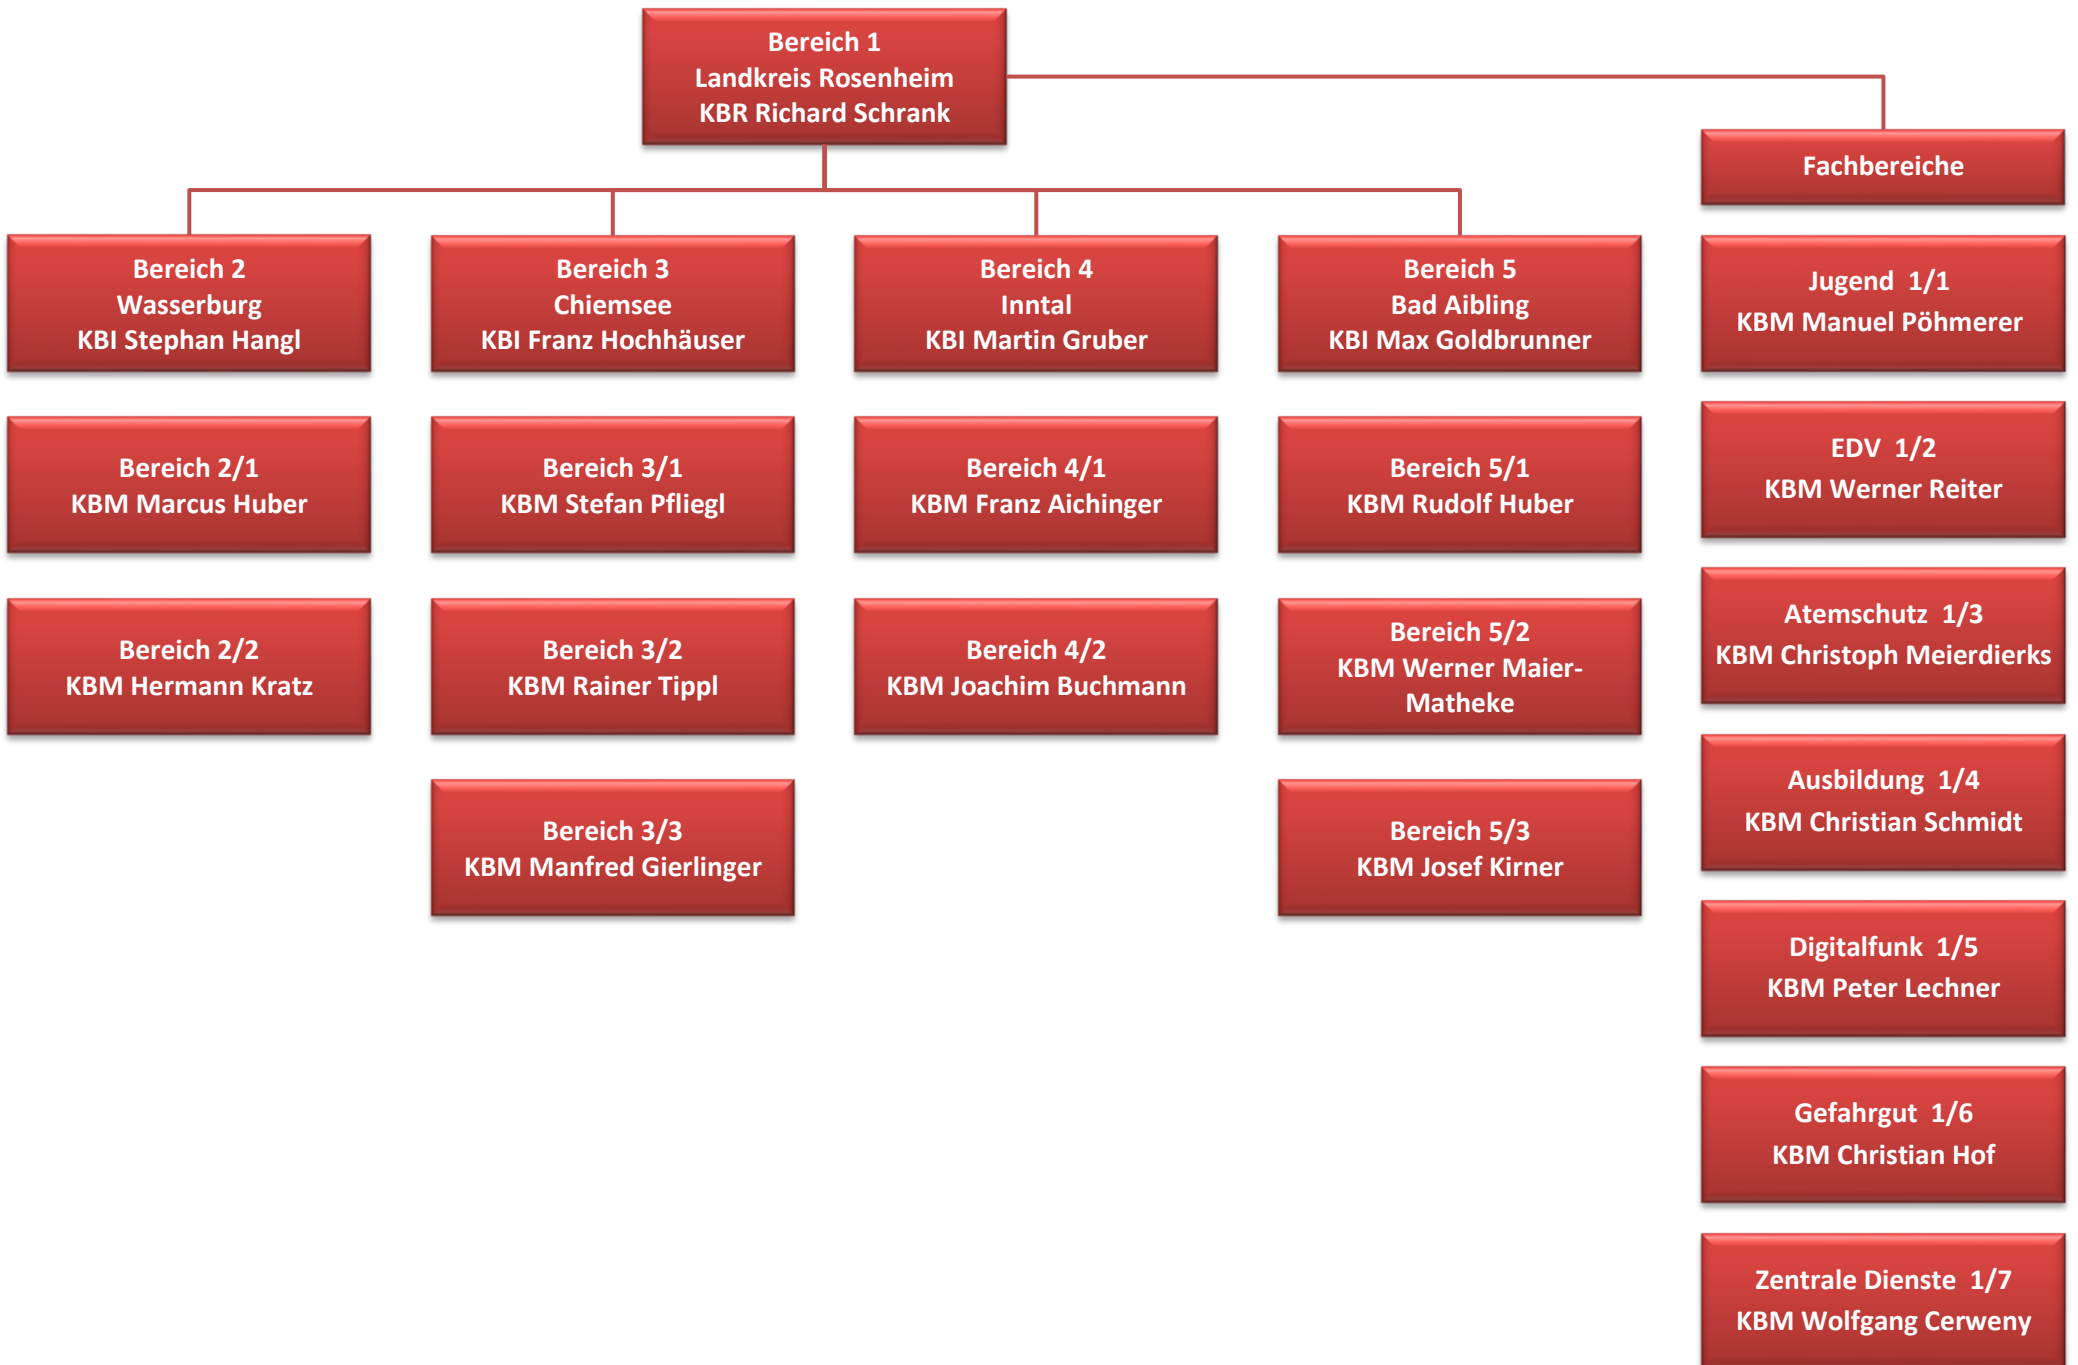 Bereich 1
Landkreis Rosenheim
KBR Richard Schrank
Fachbereiche
Bereich 2
Wasserburg
KBI Stephan Hangl
Bereich 3
Chiemsee
KBI Franz Hochhäuser
Bereich 4
Inntal
KBI Martin Gruber
Bereich 5
Bad Aibling
KBI Max Goldbrunner
Jugend 1/1
KBM Manuel Pöhmerer
Bereich 2/1
KBM Marcus Huber
Bereich 3/1
KBM Stefan Pfliegl
Bereich 4/1
KBM Franz Aichinger
Bereich 5/1
KBM Rudolf Huber
EDV 1/2
KBM Werner Reiter
Bereich 2/2
KBM Hermann Kratz
Bereich 3/2
KBM Rainer Tippl
Bereich 4/2
KBM Joachim Buchmann
Bereich 5/2
KBM Werner Maier-
Matheke
Atemschutz 1/3
KBM Christoph Meierdierks
Bereich 3/3
KBM Manfred Gierlinger
Bereich 5/3
KBM Josef Kirner
Ausbildung 1/4
KBM Christian Schmidt
Digitalfunk 1/5
KBM Peter Lechner
Gefahrgut 1/6
KBM Christian Hof
Zentrale Dienste 1/7
KBM Wolfgang Cerweny